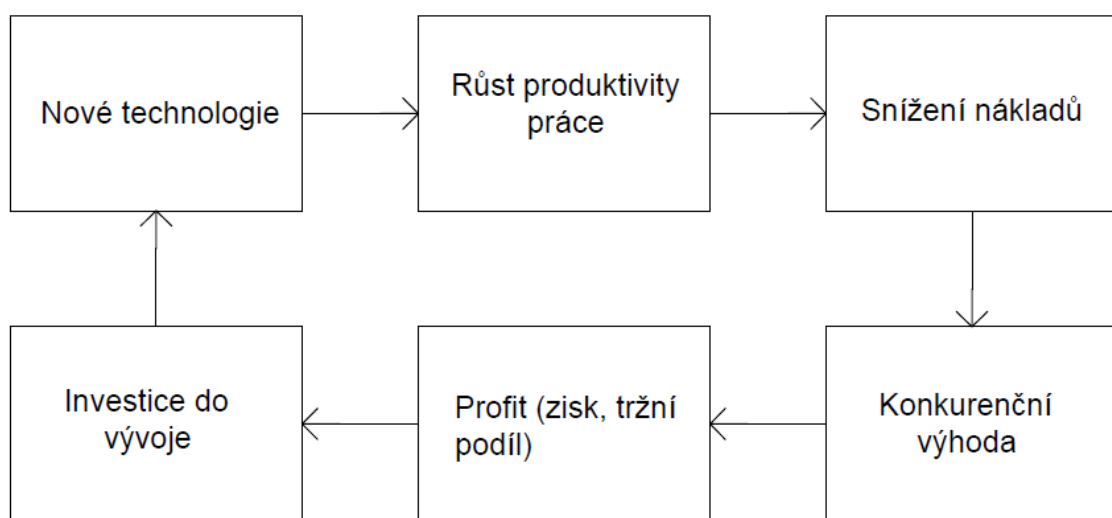 Nové technologie
Růst produktivity
práce
Snížení nákladů
Investice do
vývoje
Profit (zisk, tržní
podíl)
Konkurenční
výhoda